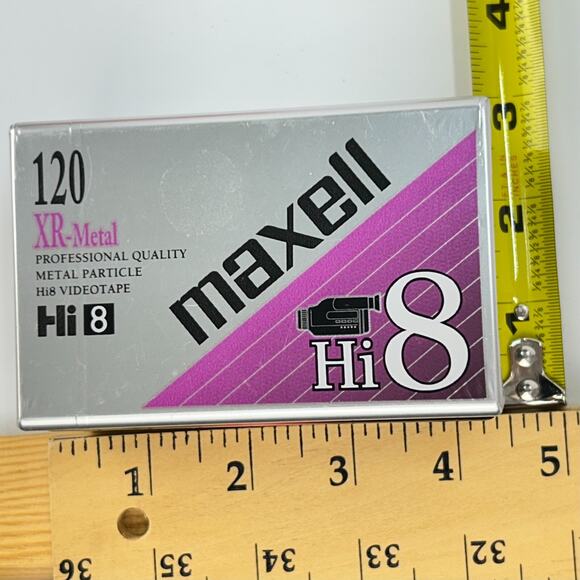 120
XR-Metal
PROFESSIONAL QUALITY
METAL PARTICLE
Hi8 VIDEOTAPE
Hi 8
maxell
Hi8
4
3
2
1
1 2 3 4 5
8
36 35 34 33 32